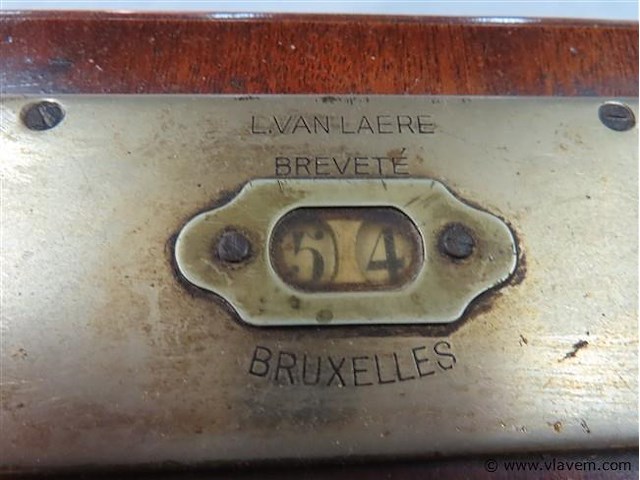 L.VAN LAERE
BREVETÉ
54
BRUXELLES
© www.vlavem.com